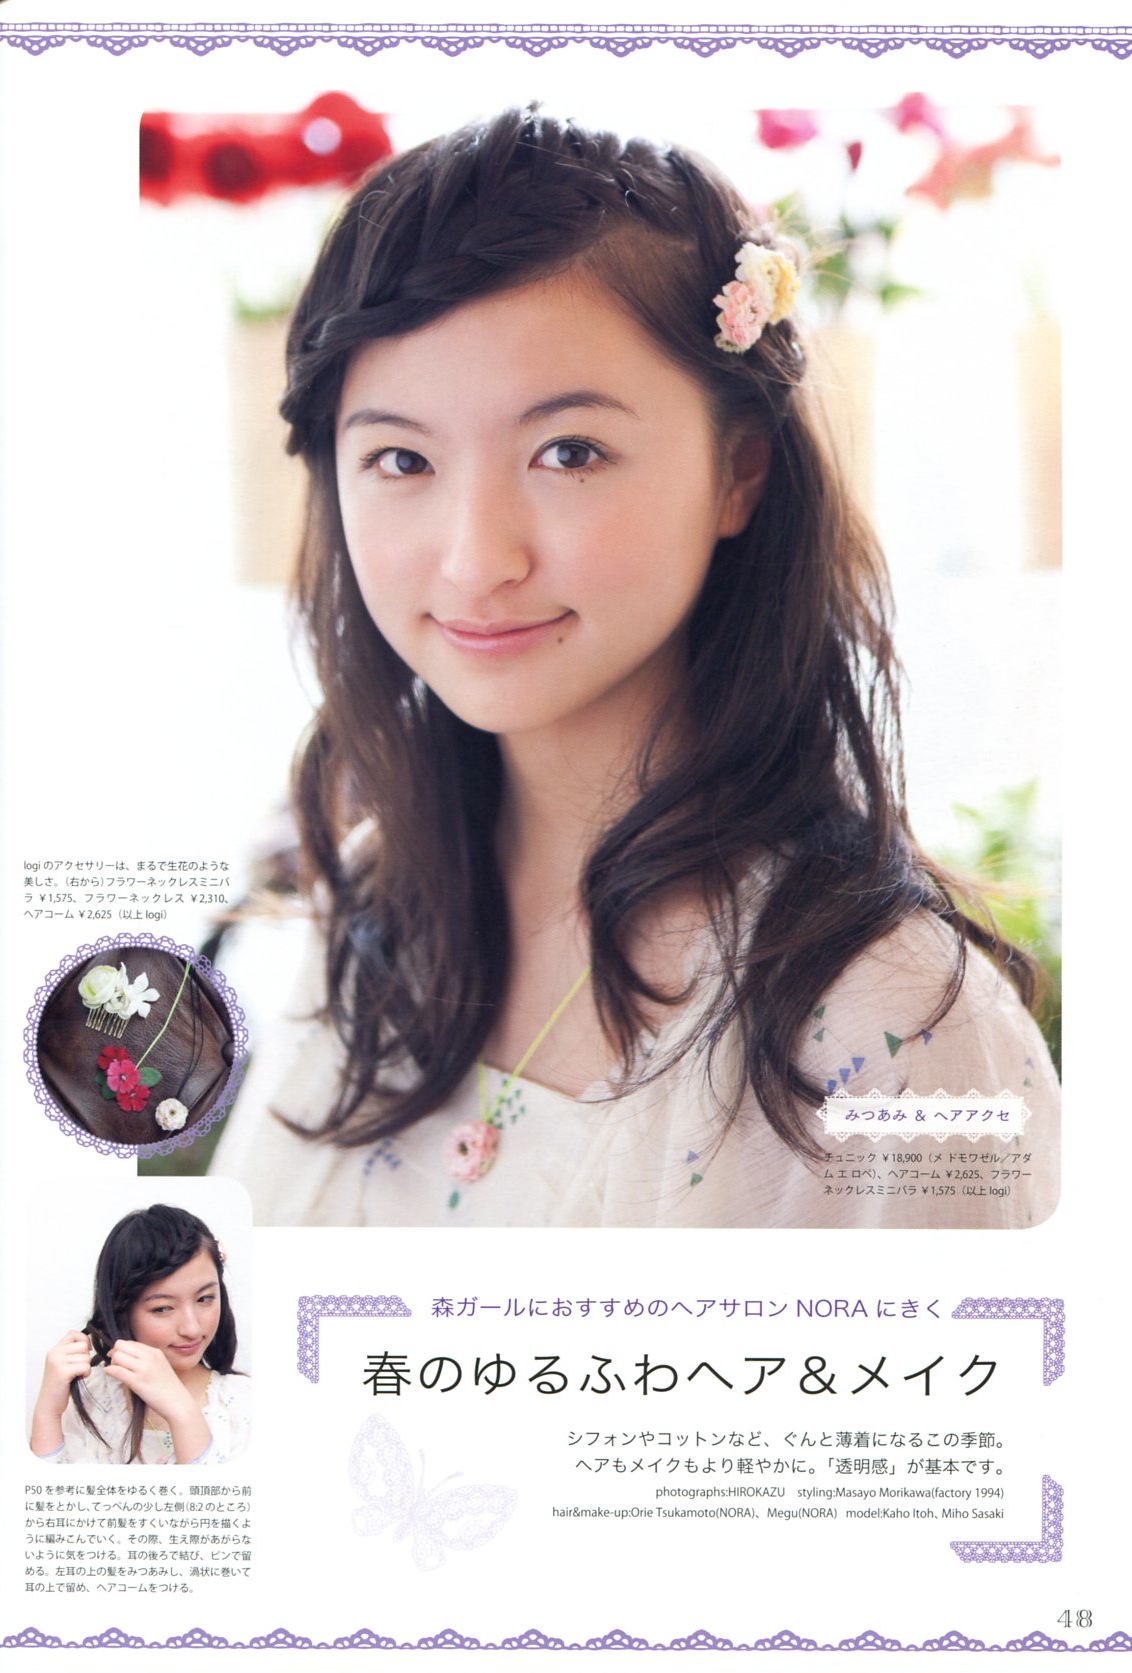 logi のアクセサリーは、まるで生花のような
美しさ。（右から）フラワーネックレスミニバ
ラ ￥1,575、フラワーネックレス ￥2,310、
ヘアコーム ￥2,625（以上 logi）
みつあみ & ヘアアクセ
チュニック ￥18,900（メ ドモワゼル／アダ
ム エ ロペ）、ヘアコーム ￥2,625、フラワー
ネックレスミニバラ ￥1,575（以上 logi）
森ガールにおすすめのヘアサロン NORA にきく
春のゆるふわヘア＆メイク
シフォンやコットンなど、ぐんと薄着になるこの季節。
ヘアもメイクもより軽やかに。「透明感」が基本です。
photographs:HIROKAZU　styling:Masayo Morikawa(factory 1994)
hair&make-up:Orie Tsukamoto(NORA)、Megu(NORA)　model:Kaho Itoh、Miho Sasaki
P50 を参考に髪全体をゆるく巻く。頭頂部から前
に髪をとかし、てっぺんの少し左側（8:2 のところ）
から右耳にかけて前髪をすくいながら円を描くよ
うに編みこんでいく。その際、生え際があがらな
いように気をつける。耳の後ろで結び、ピンで留
める。左耳の上の髪をみつあみし、渦状に巻いて
耳の上で留め、ヘアコームをつける。
48